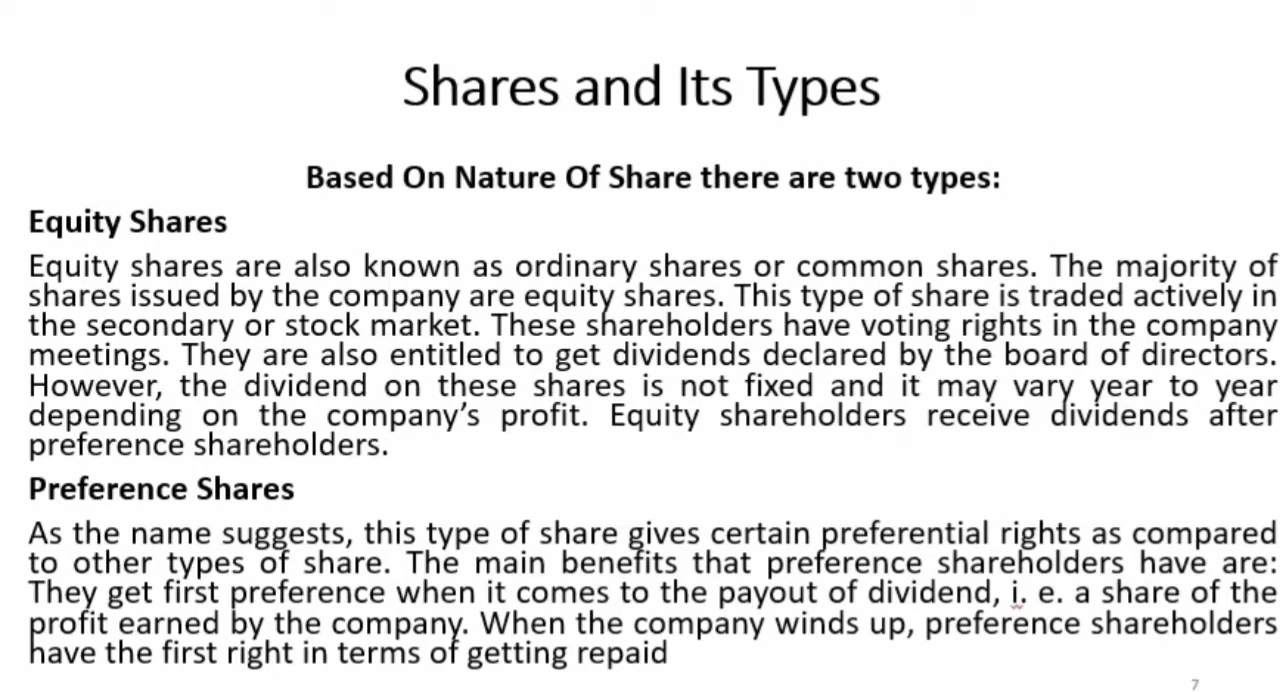 Shares and Its Types
Based On Nature Of Share there are two types:
Equity Shares
Equity shares are also known as ordinary shares or common shares. The majority of
shares issued by the company are equity shares. This type of share is traded actively in
the secondary or stock market. These shareholders have voting rights in the company
meetings. They are also entitled to get dividends declared by the board of directors.
However, the dividend on these shares is not fixed and it may vary year to year
depending on the company’s profit. Equity shareholders receive dividends after
preference shareholders.
Preference Shares
As the name suggests, this type of share gives certain preferential rights as compared
to other types of share. The main benefits that preference shareholders have are:
They get first preference when it comes to the payout of dividend, i. e. a share of the
profit earned by the company. When the company winds up, preference shareholders
have the first right in terms of getting repaid
7